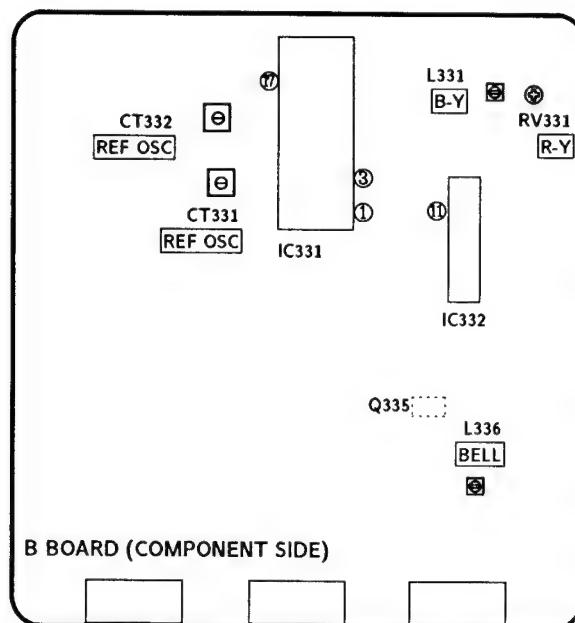 ⑰
L331
B-Y
CT332
REF OSC
RV331
R-Y
③
①
⑪
CT331
REF OSC
IC331
IC332
Q335
L336
BELL
B BOARD (COMPONENT SIDE)